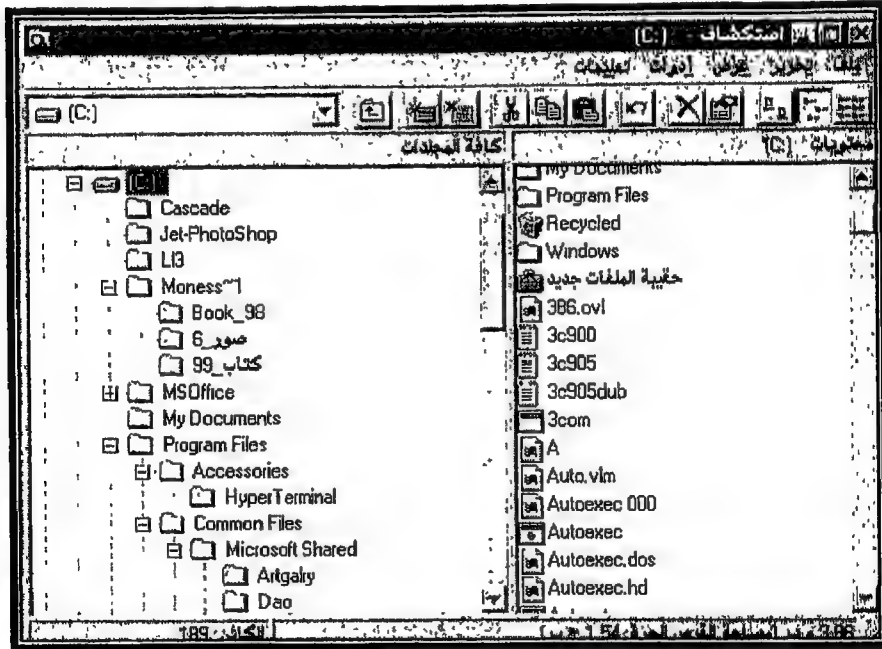 استكشاف - (C:)
ملف تحرير عرض أدوات تعليمات
(C:)
كافة المجلدات
محتويات '(C:)'
(C:)
Cascade
Jet-PhotoShop
LI3
Moness~1
Book_98
صور_6
كتاب_99
MSOffice
My Documents
Program Files
Accessories
HyperTerminal
Common Files
Microsoft Shared
Artgalry
Dao
My Documents
Program Files
Recycled
Windows
حقيبة الملفات جديد
386.ovl
3c900
3c905
3c905dub
3com
A
Auto.vlm
Autoexec 000
Autoexec
Autoexec.dos
Autoexec.hd